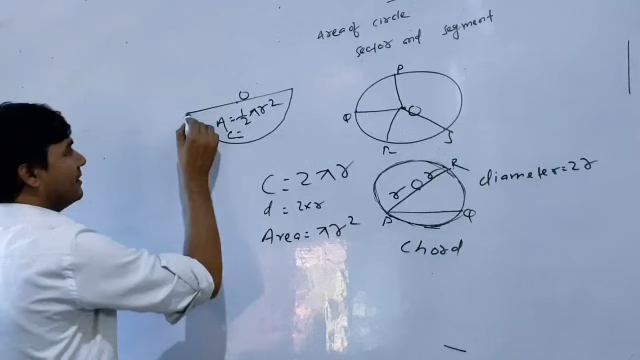 Area of circle
sector and segment
O
A = 1/2 πr²
C =
P
Q
O
R
S
C = 2πr
d = 2×r
Area = πr²
r
r
O
R
P
Q
diameter = 2r
Chord